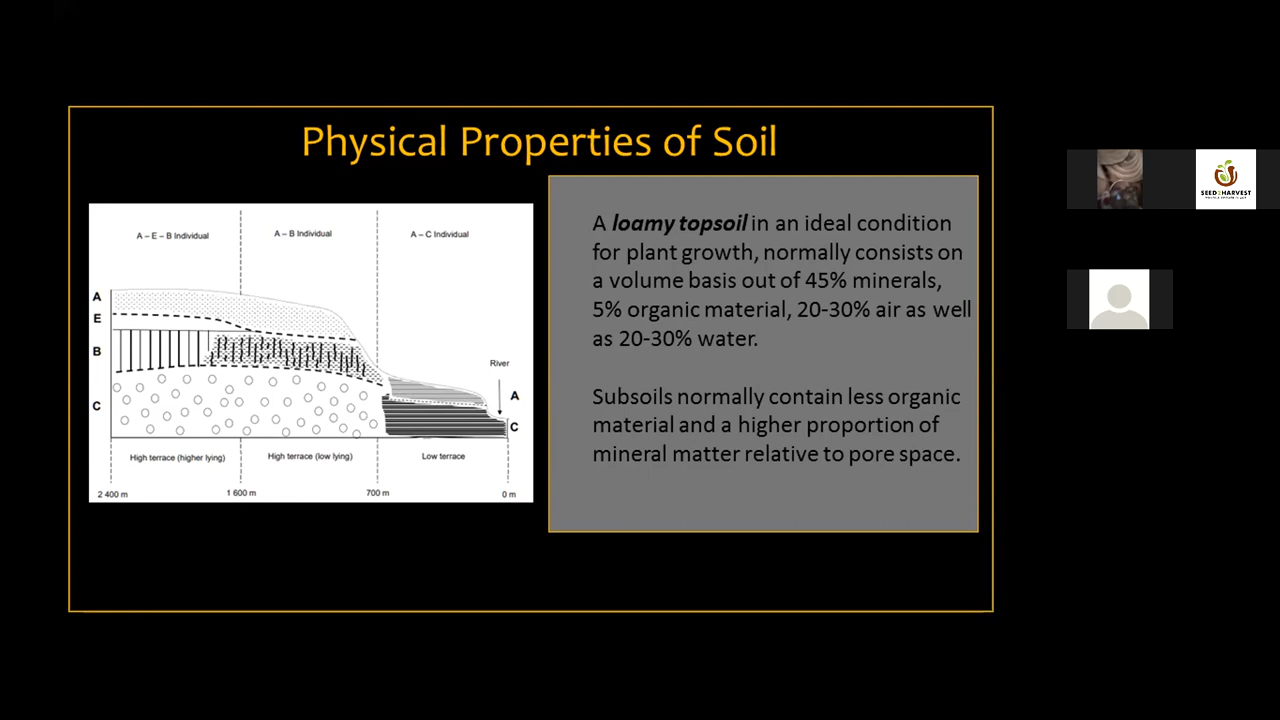 Physical Properties of Soil
A – E – B Individual
A – B Individual
A – C Individual
A
E
B
C
River
A
C
High terrace (higher lying)
High terrace (low lying)
Low terrace
2 400 m
1 600 m
700 m
0 m
A loamy topsoil in an ideal condition
for plant growth, normally consists on
a volume basis out of 45% minerals,
5% organic material, 20-30% air as well
as 20-30% water.
Subsoils normally contain less organic
material and a higher proportion of
mineral matter relative to pore space.
SEED2HARVEST